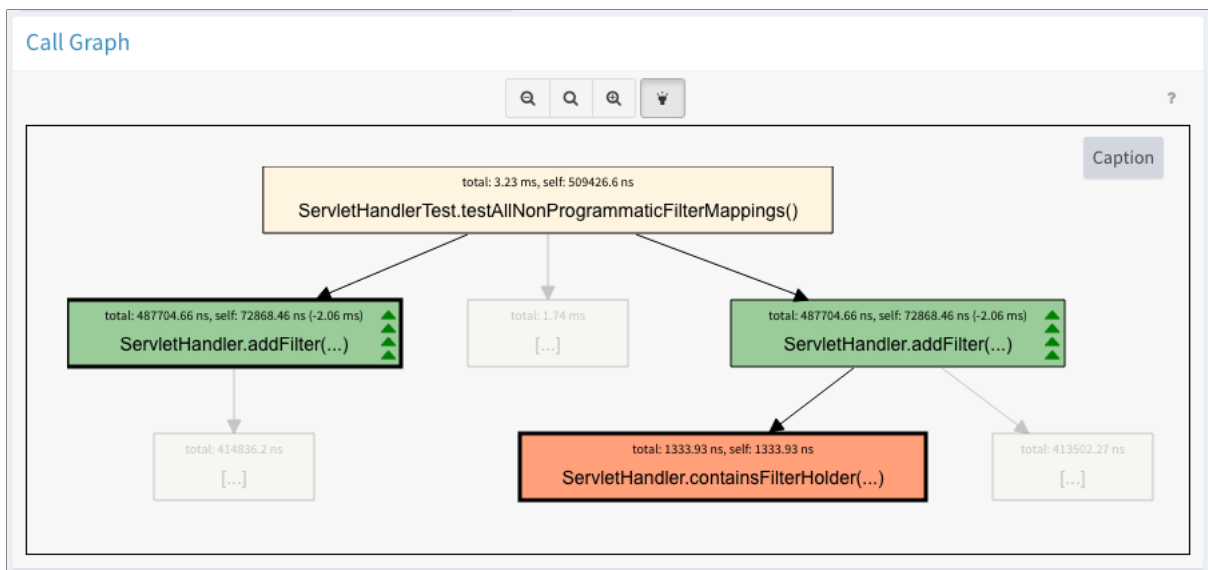 Call Graph
?
Caption
total: 3.23 ms, self: 509426.6 ns
ServletHandlerTest.testAllNonProgrammaticFilterMappings()
total: 487704.66 ns, self: 72868.46 ns (-2.06 ms)
ServletHandler.addFilter(...)
total: 1.74 ms
[...]
total: 487704.66 ns, self: 72868.46 ns (-2.06 ms)
ServletHandler.addFilter(...)
total: 414836.2 ns
[...]
total: 1333.93 ns, self: 1333.93 ns
ServletHandler.containsFilterHolder(...)
total: 413502.27 ns
[...]